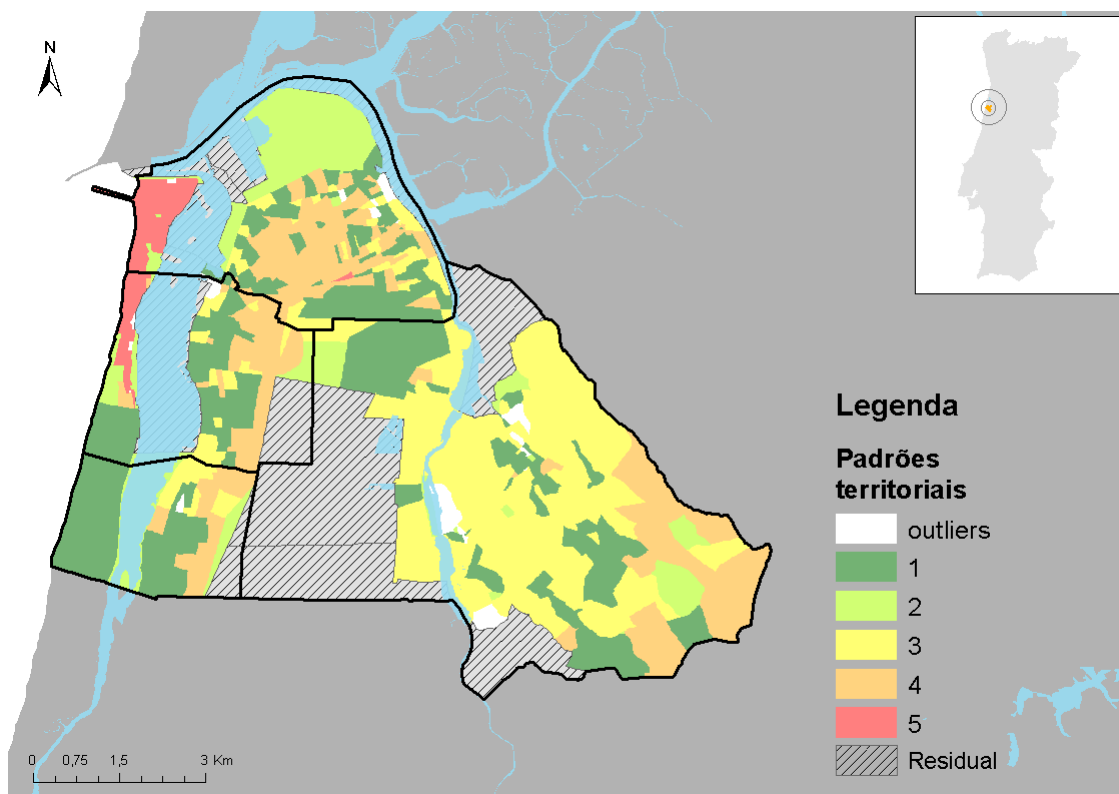 N
Legenda
Padrões
territoriais
outliers
1
2
3
4
5
Residual
0 0,75 1,5 3 Km